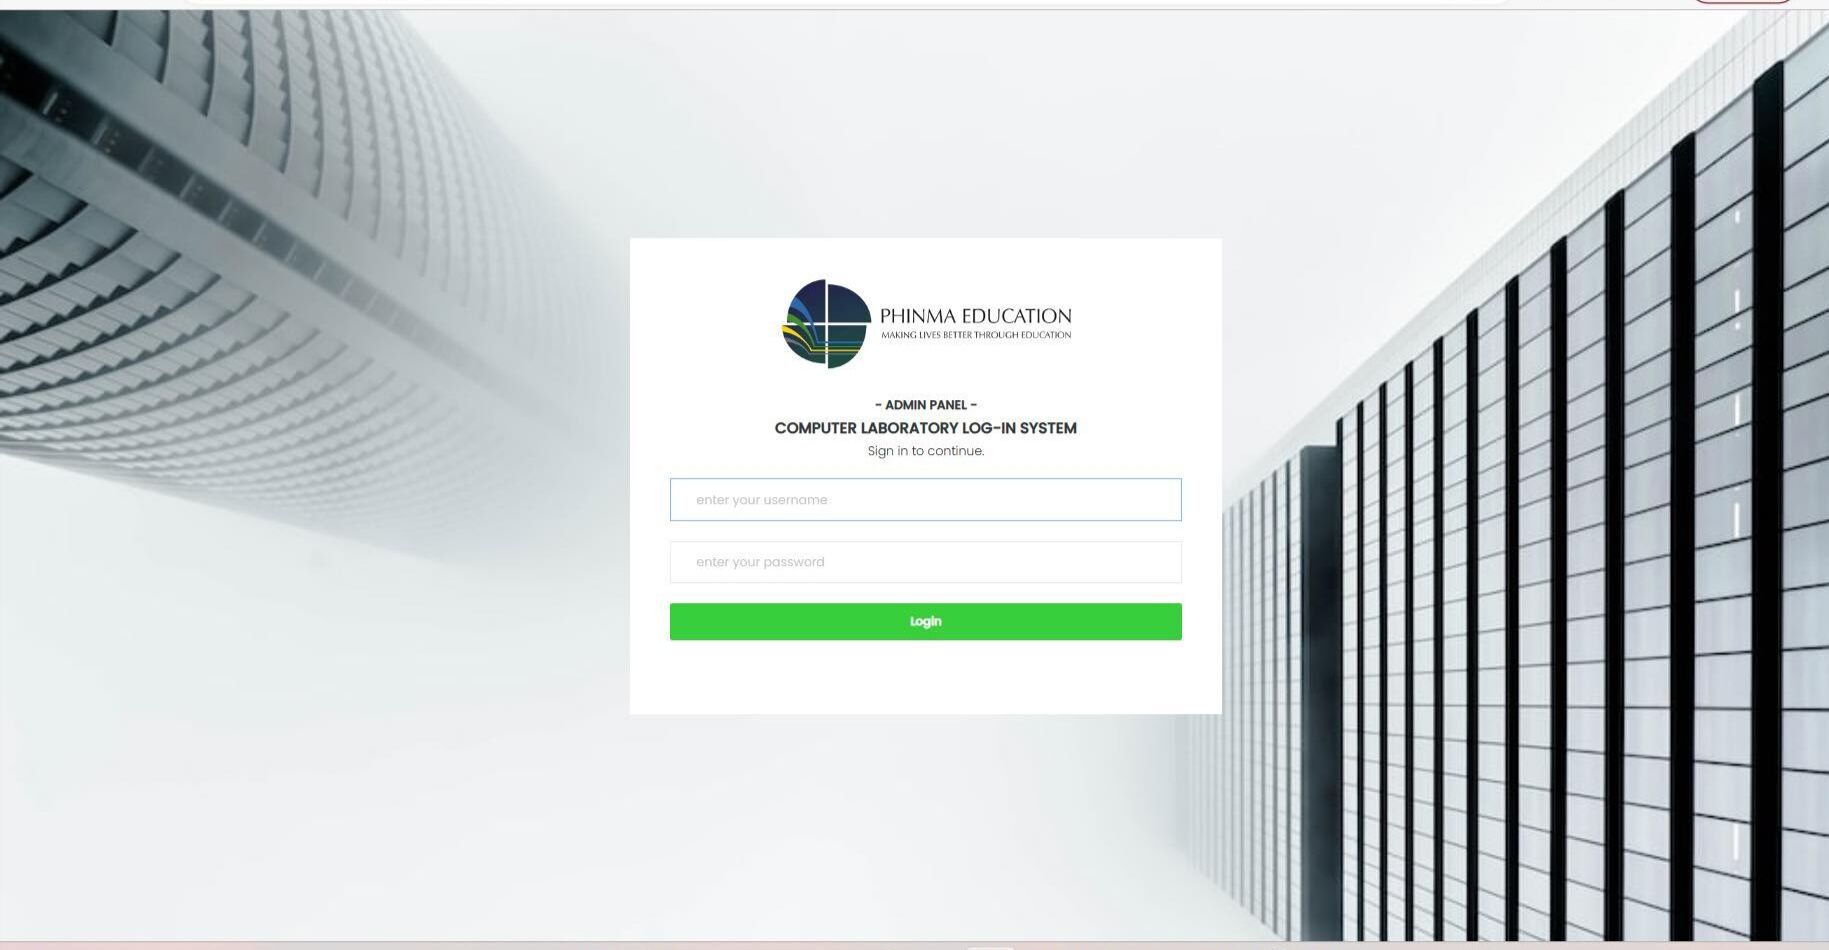 PHINMA EDUCATION
MAKING LIVES BETTER THROUGH EDUCATION
- ADMIN PANEL -
COMPUTER LABORATORY LOG-IN SYSTEM
Sign in to continue.
enter your username
enter your password
Login